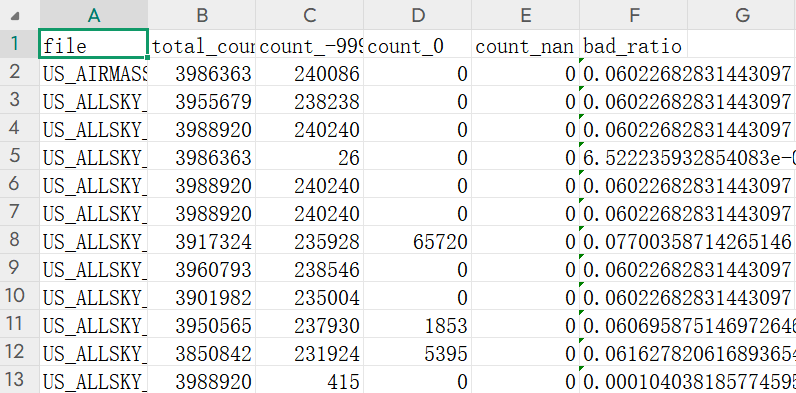 A B C D E F G
1 file total_cour count_-999 count_0 count_nan bad_ratio
2 US_AIRMASS 3986363 240086 0 0 0.06022682831443097
3 US_ALLSKY_ 3955679 238238 0 0 0.06022682831443097
4 US_ALLSKY_ 3988920 240240 0 0 0.06022682831443097
5 US_ALLSKY_ 3986363 26 0 0 6.522235932854083e-0
6 US_ALLSKY_ 3988920 240240 0 0 0.06022682831443097
7 US_ALLSKY_ 3988920 240240 0 0 0.06022682831443097
8 US_ALLSKY_ 3917324 235928 65720 0 0.07700358714265146
9 US_ALLSKY_ 3960793 238546 0 0 0.06022682831443097
10 US_ALLSKY_ 3901982 235004 0 0 0.06022682831443097
11 US_ALLSKY_ 3950565 237930 1853 0 0.060695875146972646
12 US_ALLSKY_ 3850842 231924 5395 0 0.061627820616893654
13 US_ALLSKY_ 3988920 415 0 0 0.000104038185774595